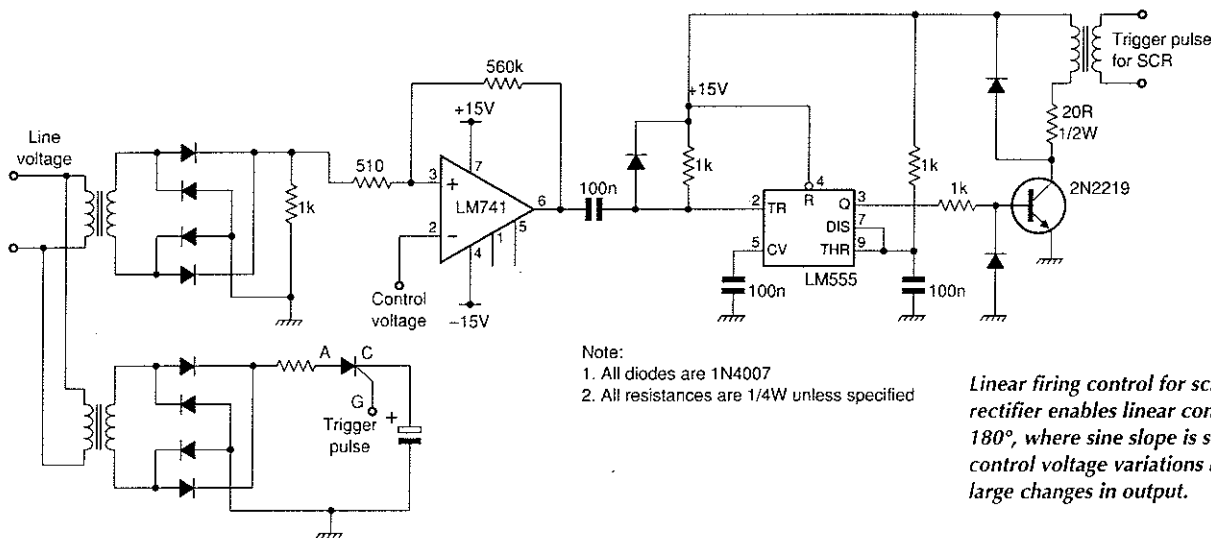 Line
voltage
1k
510
560k
+15V
7
3
+
LM741
2
−
6
5
1
4
−15V
Control
voltage
100n
+15V
1k
2
TR
4
R
Q
3
DIS
7
5
CV
THR
9
LM555
100n
100n
1k
1k
2N2219
20R
1/2W
Trigger pulse
for SCR
A
C
G
Trigger
pulse
+
Note:
1. All diodes are 1N4007
2. All resistances are 1/4W unless specified
Linear firing control for
rectifier enables linear
180°, where sine slope is
control voltage variations
large changes in output.